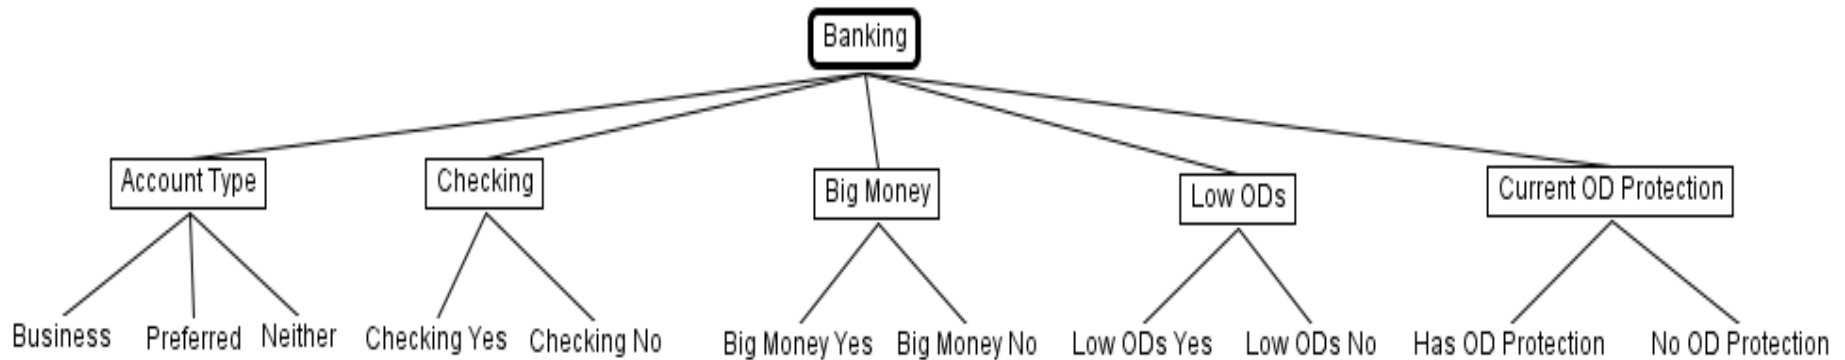 Banking
Account Type
Checking
Big Money
Low ODs
Current OD Protection
Business
Preferred
Neither
Checking Yes
Checking No
Big Money Yes
Big Money No
Low ODs Yes
Low ODs No
Has OD Protection
No OD Protection